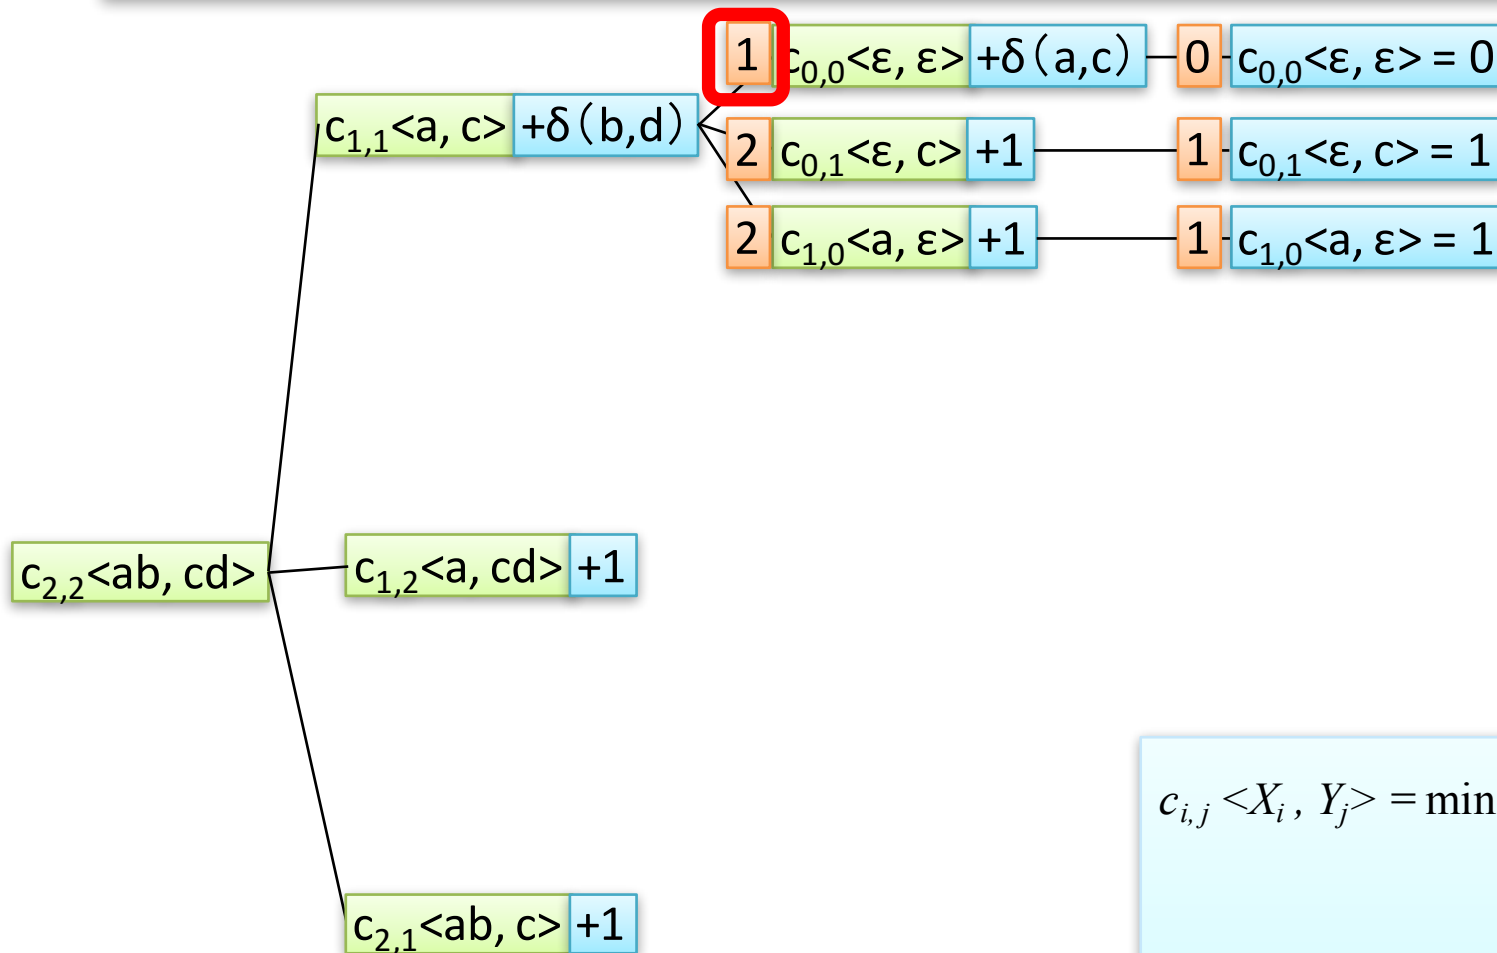 1 c0,0<ε, ε> +δ(a,c) 0 c0,0<ε, ε> = 0
c1,1<a, c> +δ(b,d)
2 c0,1<ε, c> +1 1 c0,1<ε, c> = 1
2 c1,0<a, ε> +1 1 c1,0<a, ε> = 1
c2,2<ab, cd>
c1,2<a, cd> +1
ci,j <Xi , Yj> = min
c2,1<ab, c> +1